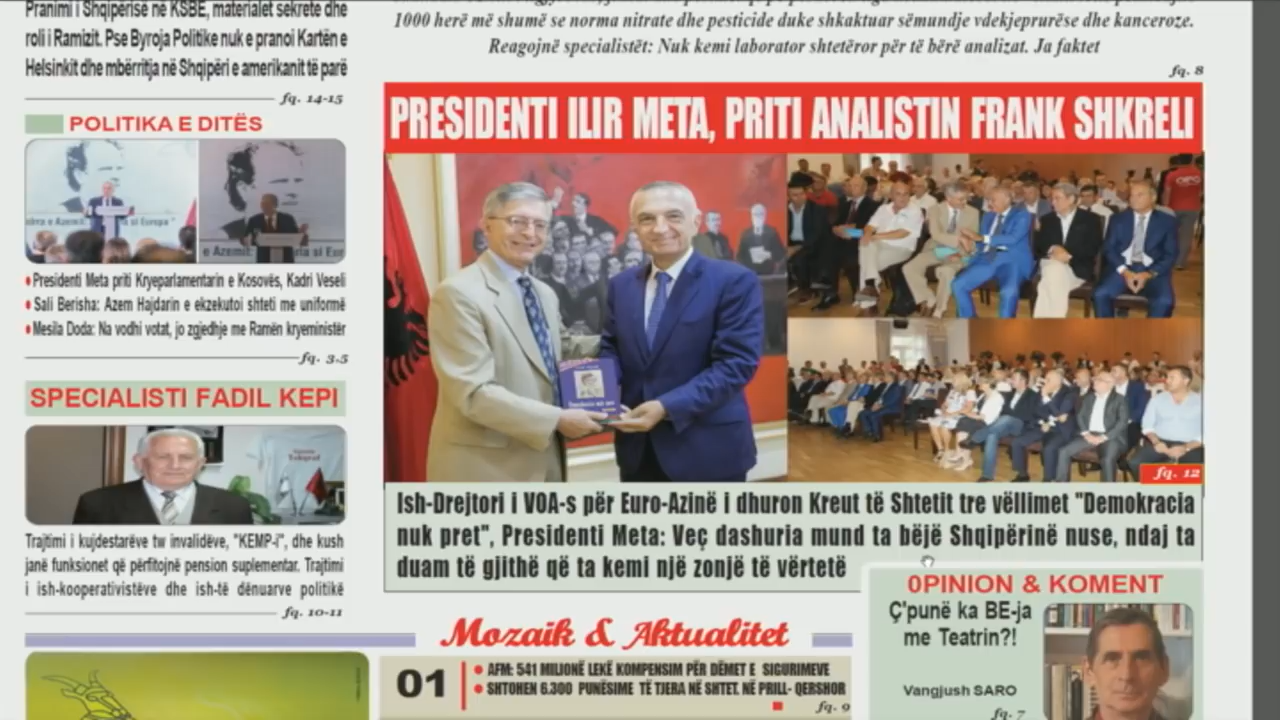 Pranimi i Shqipërisë në KSBE, materialet sekrete dhe
roli i Ramizit. Pse Byroja Politike nuk e pranoi Kartën e
Helsinkit dhe mbërritja në Shqipëri e amerikanit të parë
fq. 14-15
POLITIKA E DITËS
Presidenti Meta priti Kryeparlamentarin e Kosovës, Kadri Veseli
Sali Berisha: Azem Hajdarin e ekzekutoi shteti me uniformë
Mesila Doda: Na vodhi votat, jo zgjedhje me Ramën kryeministër
fq. 3.5
SPECIALISTI FADIL KEPI
Trajtimi i kujdestarëve tw invalidëve, "KEMP-i", dhe kush
janë funksionet që përfitojnë pension suplementar. Trajtimi
i ish-kooperativistëve dhe ish-të dënuarve politikë
fq. 10-11
1000 herë më shumë se norma nitrate dhe pesticide duke shkaktuar sëmundje vdekjeprurëse dhe kanceroze.
Reagojnë specialistët: Nuk kemi laborator shtetëror për të bërë analizat. Ja faktet
fq. 8
PRESIDENTI ILIR META, PRITI ANALISTIN FRANK SHKRELI
fq. 12
Ish-Drejtori i VOA-s për Euro-Azinë i dhuron Kreut të Shtetit tre vëllimet "Demokracia
nuk pret", Presidenti Meta: Veç dashuria mund ta bëjë Shqipërinë nuse, ndaj ta
duam të gjithë që ta kemi një zonjë të vërtetë
Mozaik & Aktualitet
01
AFM: 541 MILIONË LEKË KOMPENSIM PËR DËMET E SIGURIMEVE
SHTOHEN 6.300 PUNËSIME TË TJERA NË SHTET. NË PRILL- QERSHOR
fq. 9
0PINION & KOMENT
Ç'punë ka BE-ja
me Teatrin?!
Vangjush SARO
fq. 7